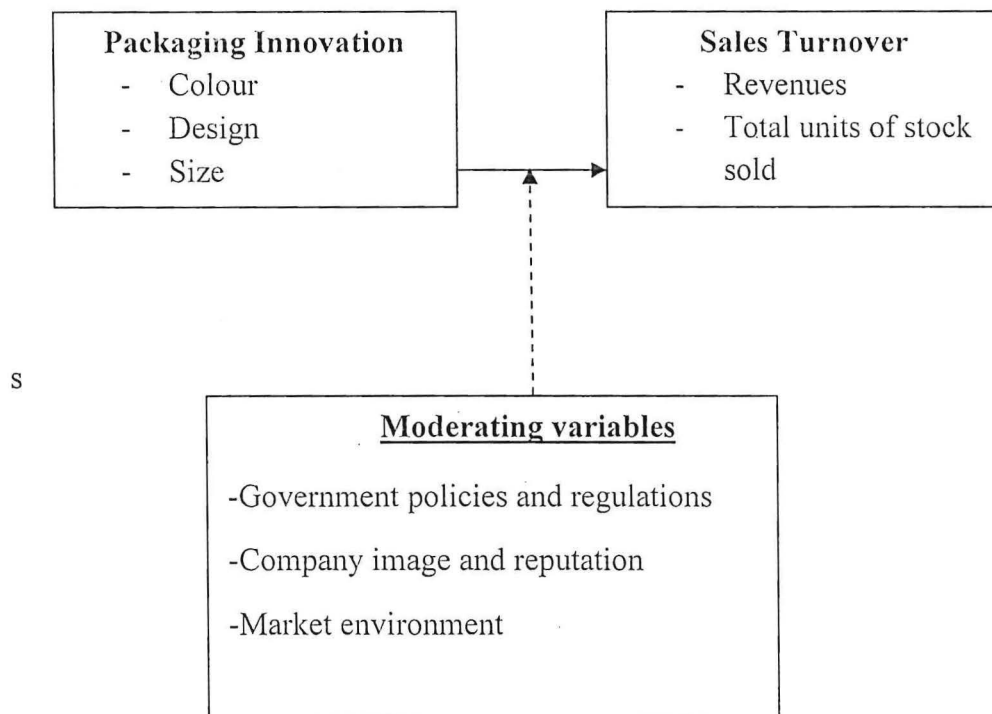 Packaging Innovation
- Colour
- Design
- Size
Sales Turnover
- Revenues
- Total units of stock
sold
s
Moderating variables
-Government policies and regulations
-Company image and reputation
-Market environment